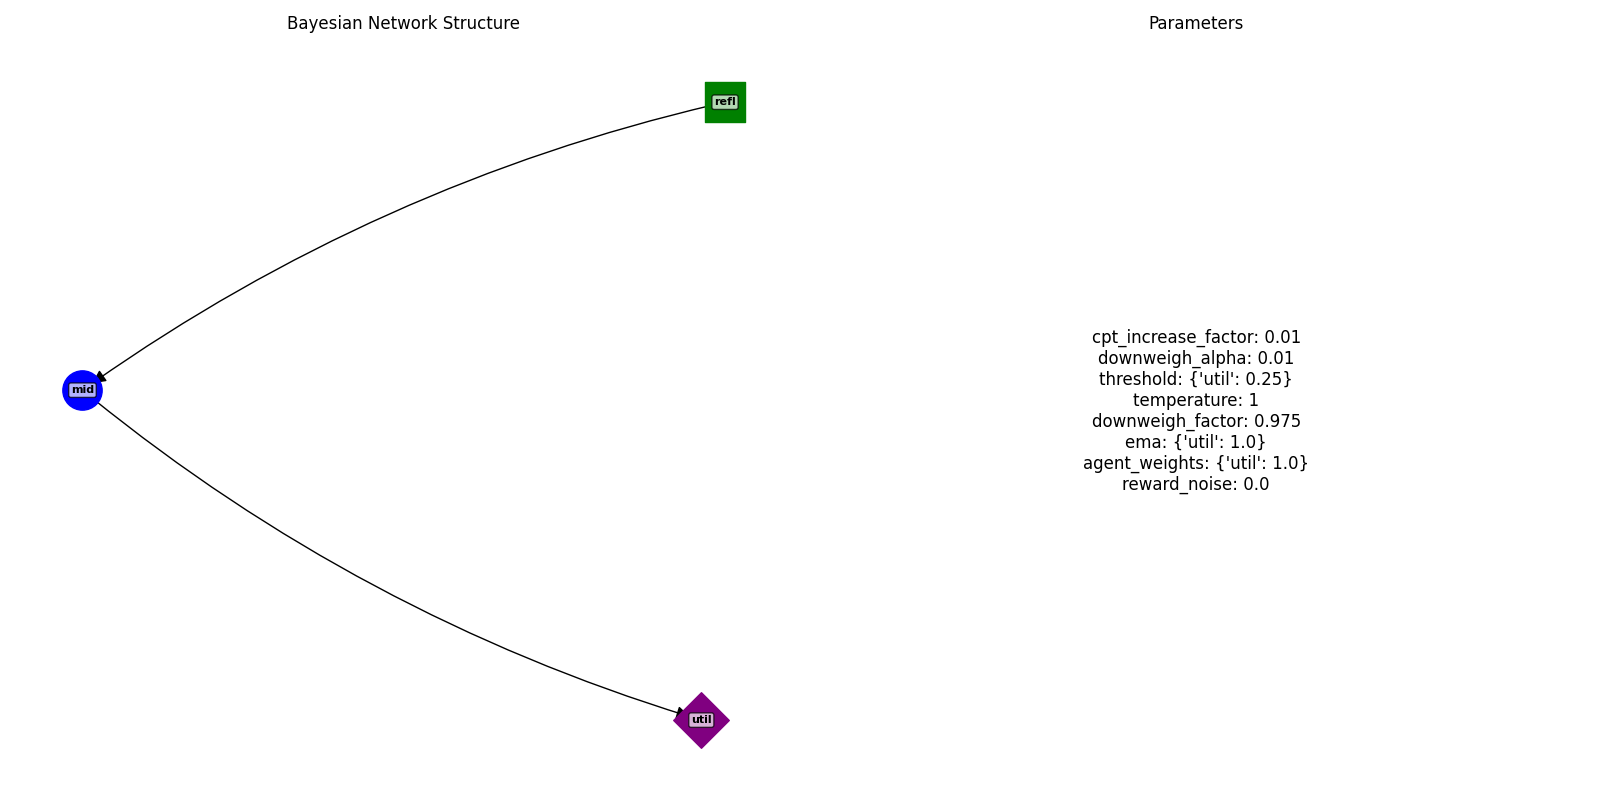 Bayesian Network Structure
Parameters
refl
mid
util
cpt_increase_factor: 0.01
downweigh_alpha: 0.01
threshold: {'util': 0.25}
temperature: 1
downweigh_factor: 0.975
ema: {'util': 1.0}
agent_weights: {'util': 1.0}
reward_noise: 0.0